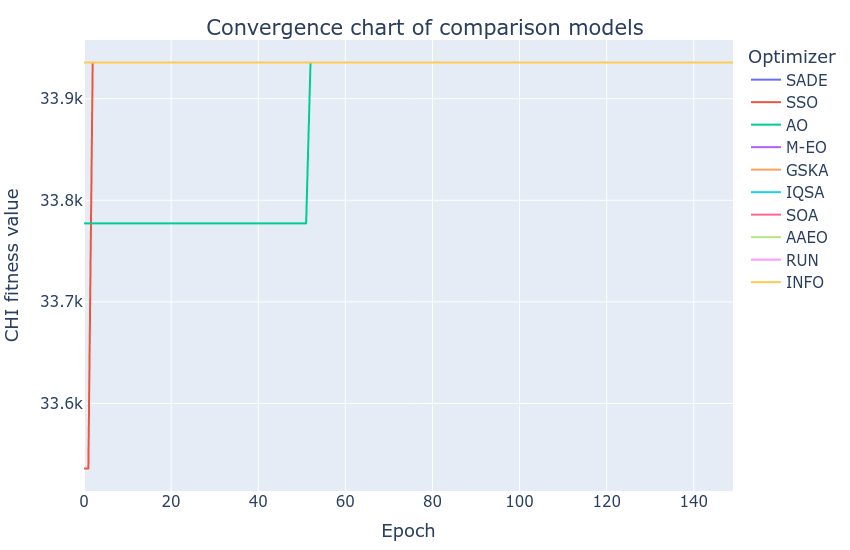 Convergence chart of comparison models
CHI fitness value
33.9k
33.8k
33.7k
33.6k
0 20 40 60 80 100 120 140
Epoch
Optimizer
SADE
SSO
AO
M-EO
GSKA
IQSA
SOA
AAEO
RUN
INFO